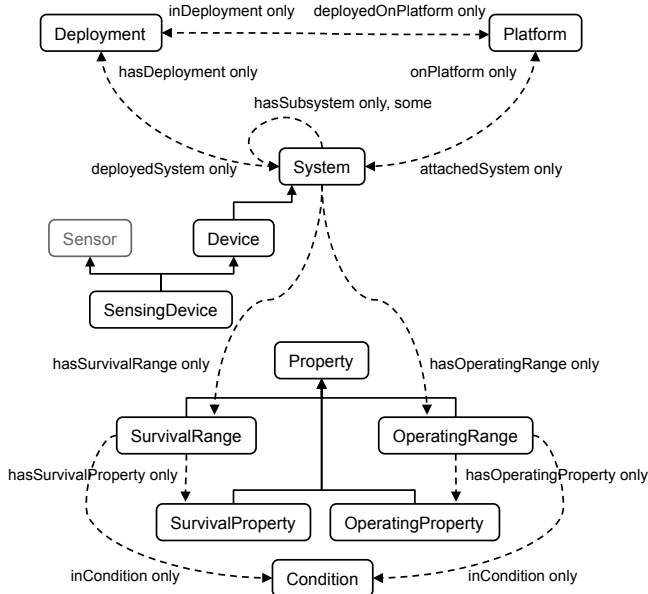 inDeployment only
deployedOnPlatform only
Deployment
Platform
hasDeployment only
onPlatform only
hasSubsystem only, some
deployedSystem only
System
attachedSystem only
Sensor
Device
SensingDevice
hasSurvivalRange only
Property
hasOperatingRange only
SurvivalRange
OperatingRange
hasSurvivalProperty only
hasOperatingProperty only
SurvivalProperty
OperatingProperty
inCondition only
Condition
inCondition only